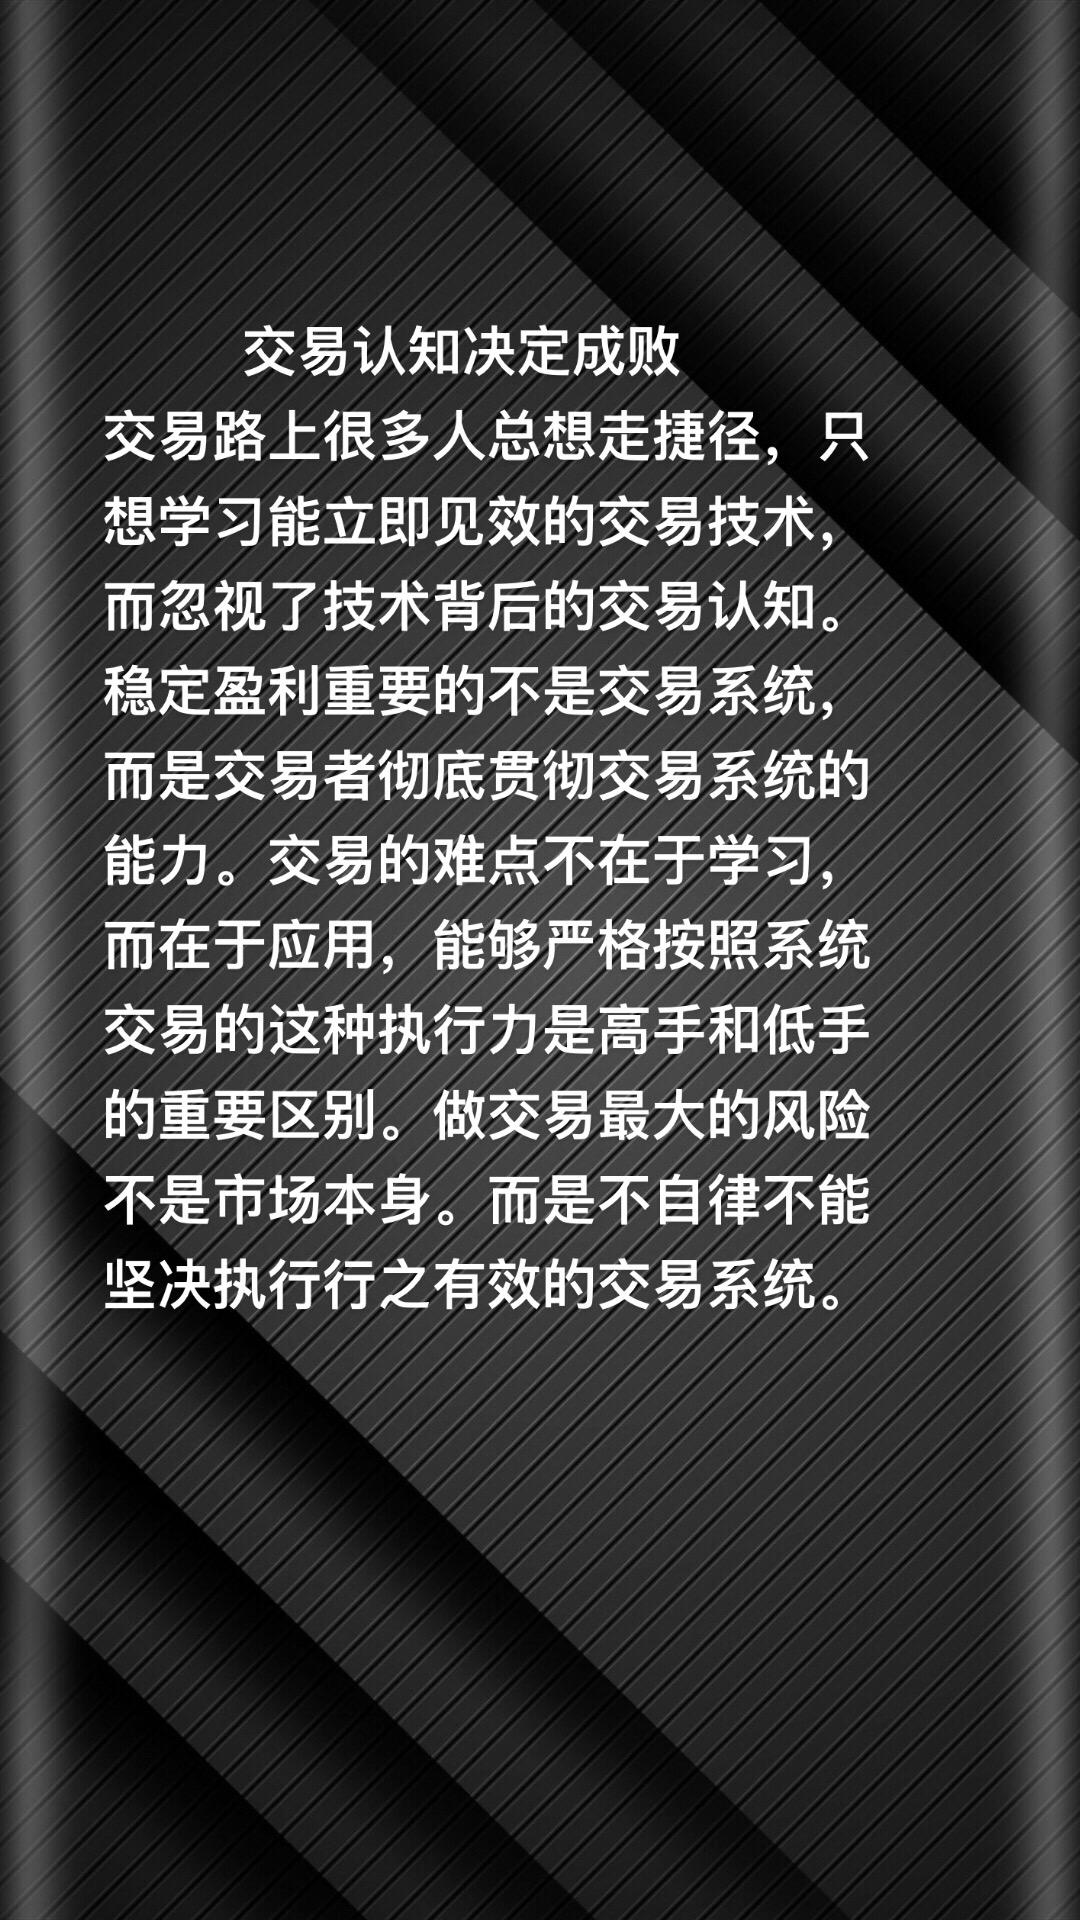 交易认知决定成败
交易路上很多人总想走捷径，只
想学习能立即见效的交易技术，
而忽视了技术背后的交易认知。
稳定盈利重要的不是交易系统，
而是交易者彻底贯彻交易系统的
能力。交易的难点不在于学习，
而在于应用，能够严格按照系统
交易的这种执行力是高手和低手
的重要区别。做交易最大的风险
不是市场本身。而是不自律不能
坚决执行行之有效的交易系统。